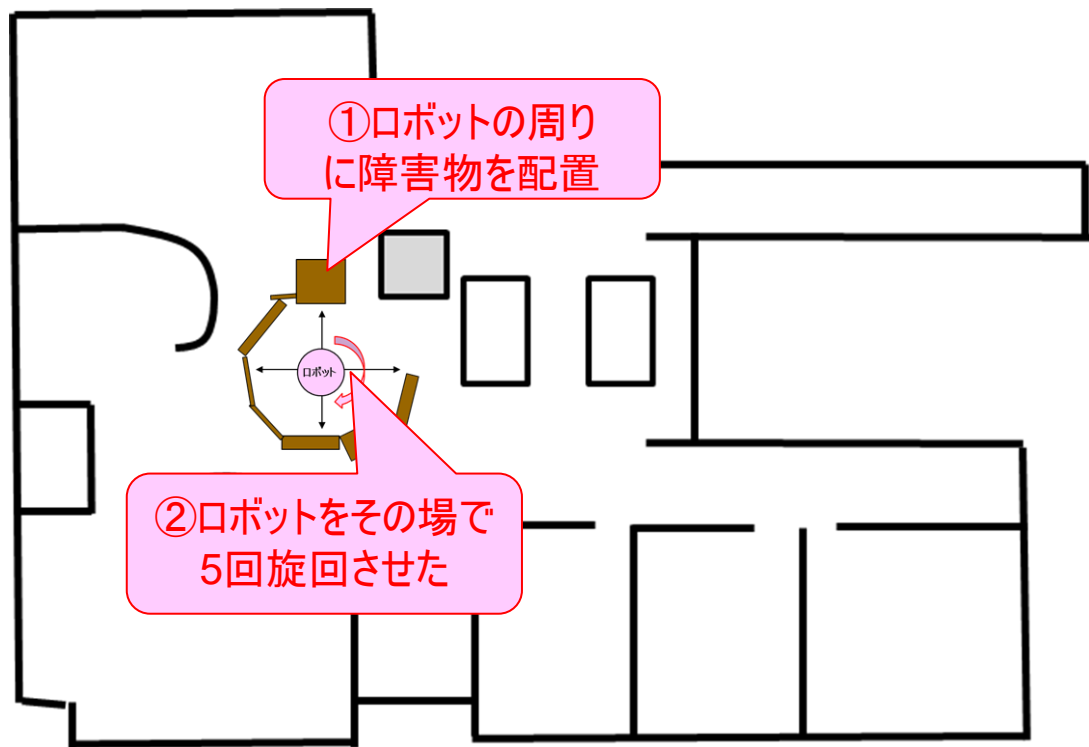 ①ロボットの周り
に障害物を配置
ロボット
②ロボットをその場で
5回旋回させた